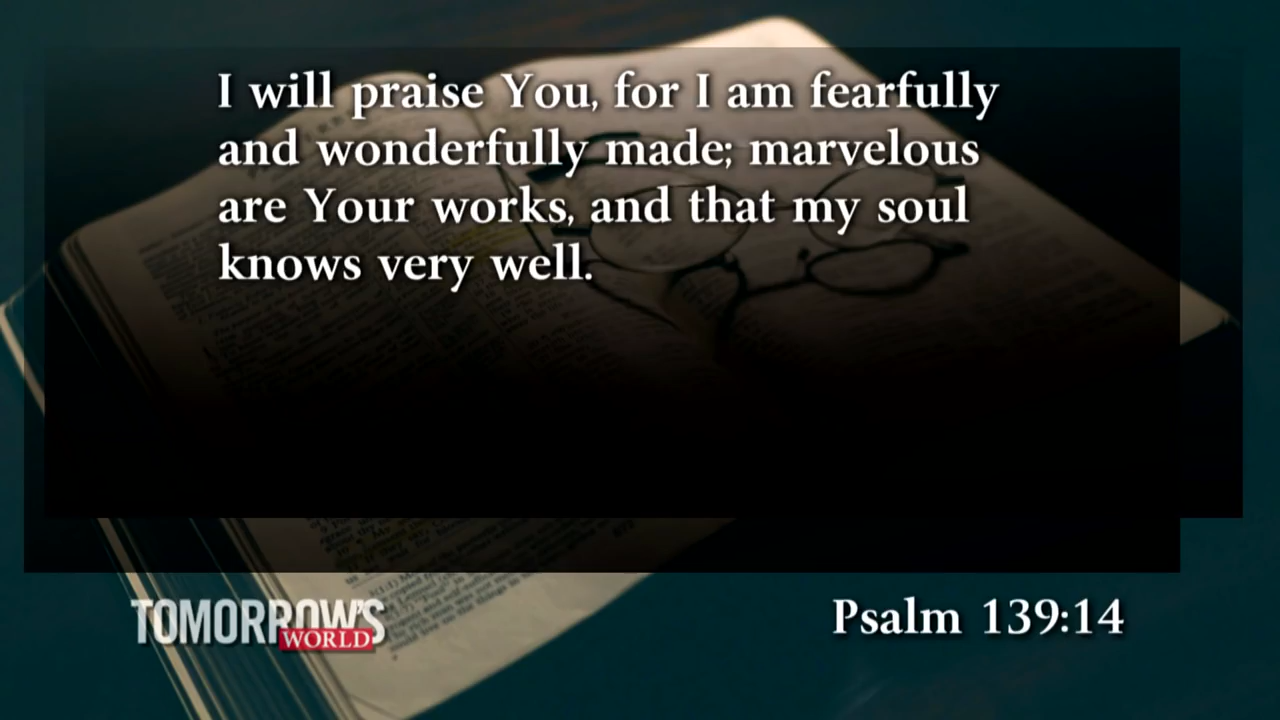 I will praise You, for I am fearfully
and wonderfully made; marvelous
are Your works, and that my soul
knows very well.
TOMORROW'S
WORLD
Psalm 139:14